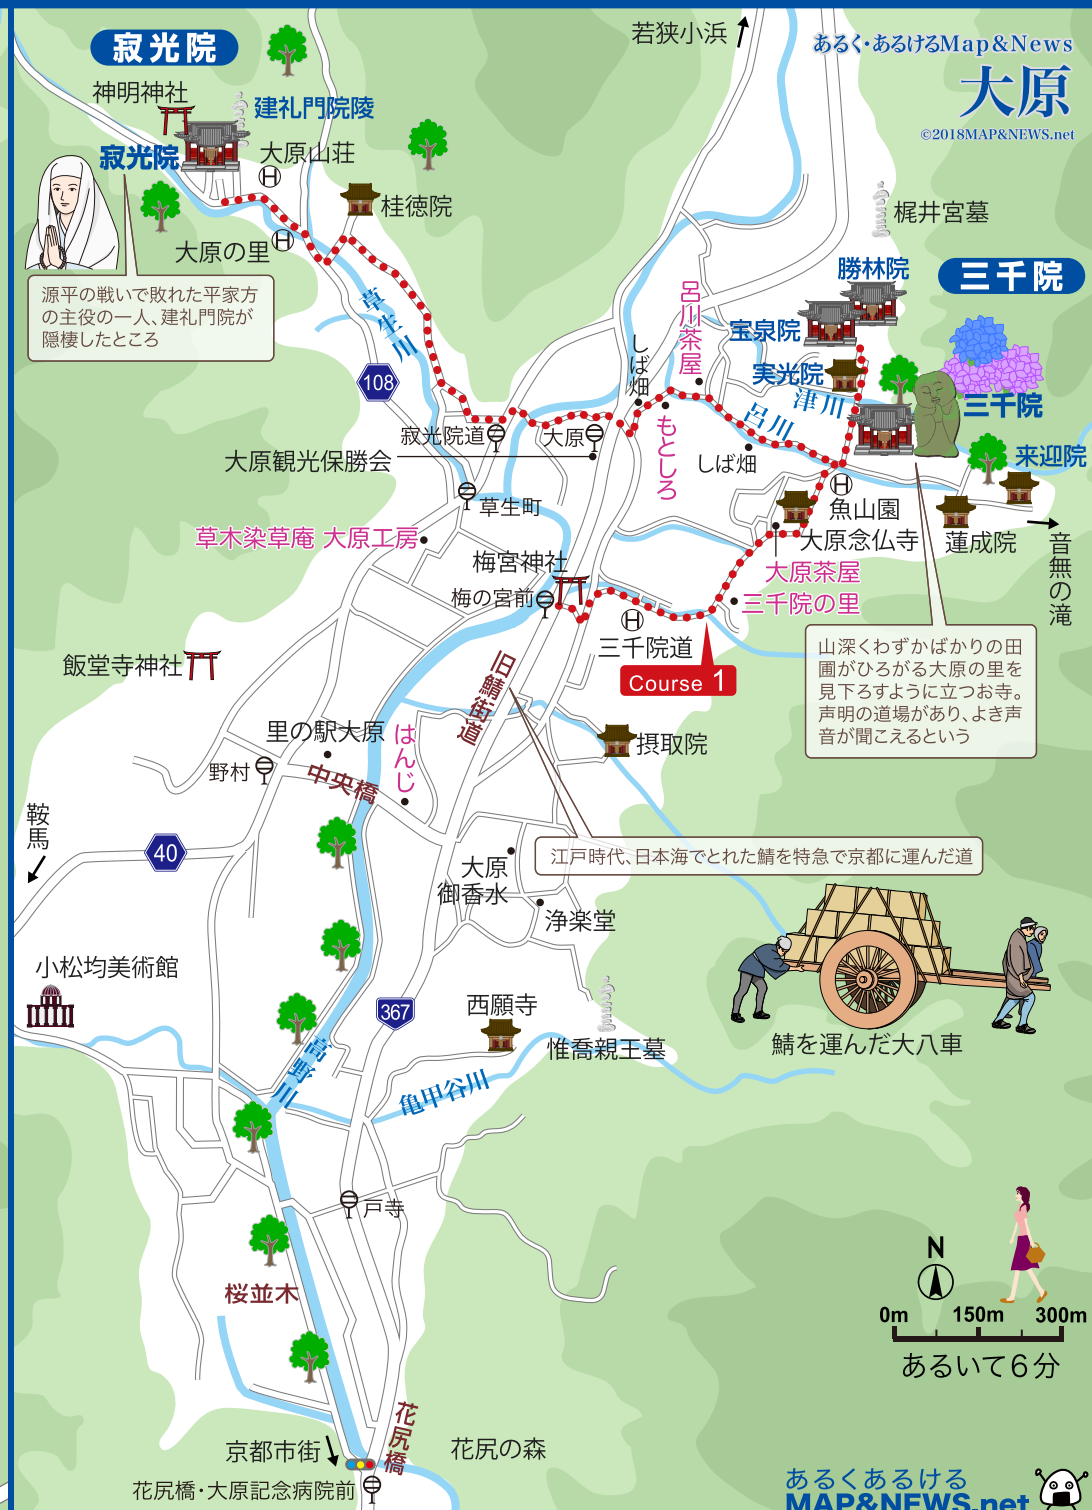 寂光院
若狭小浜
あるく・あるけるMap&News
大原
©2018MAP&NEWS.net
神明神社
建礼門院陵
寂光院
大原山荘
H
桂徳院
梶井宮墓
大原の里
H
源平の戦いで敗れた平家方
の主役の一人、建礼門院が
隠棲したところ
草生川
108
勝林院
三千院
宝泉院
呂川茶屋
しば畑
実光院
津川
呂川
三千院
寂光院道
大原
もとしろ
しば畑
来迎院
大原観光保勝会
H
草生町
魚山園
大原念仏寺
蓮成院
音無の滝
草木染草庵 大原工房
梅宮神社
大原茶屋
梅の宮前
三千院の里
H
三千院道
Course 1
山深くわずかばかりの田
圃がひろがる大原の里を
見下ろすように立つお寺。
声明の道場があり、よき声
音が聞こえるという
飯堂寺神社
旧鯖街道
里の駅大原
はんじ
摂取院
野村
中央橋
鞍馬
40
江戸時代、日本海でとれた鯖を特急で京都に運んだ道
大原
御香水
浄楽堂
小松均美術館
367
西願寺
惟喬親王墓
鯖を運んだ大八車
高野川
亀甲谷川
戸寺
桜並木
N
0m 150m 300m
あるいて6分
花尻橋
京都市街
花尻の森
花尻橋・大原記念病院前
あるくあるける
MAP&NEWS.net